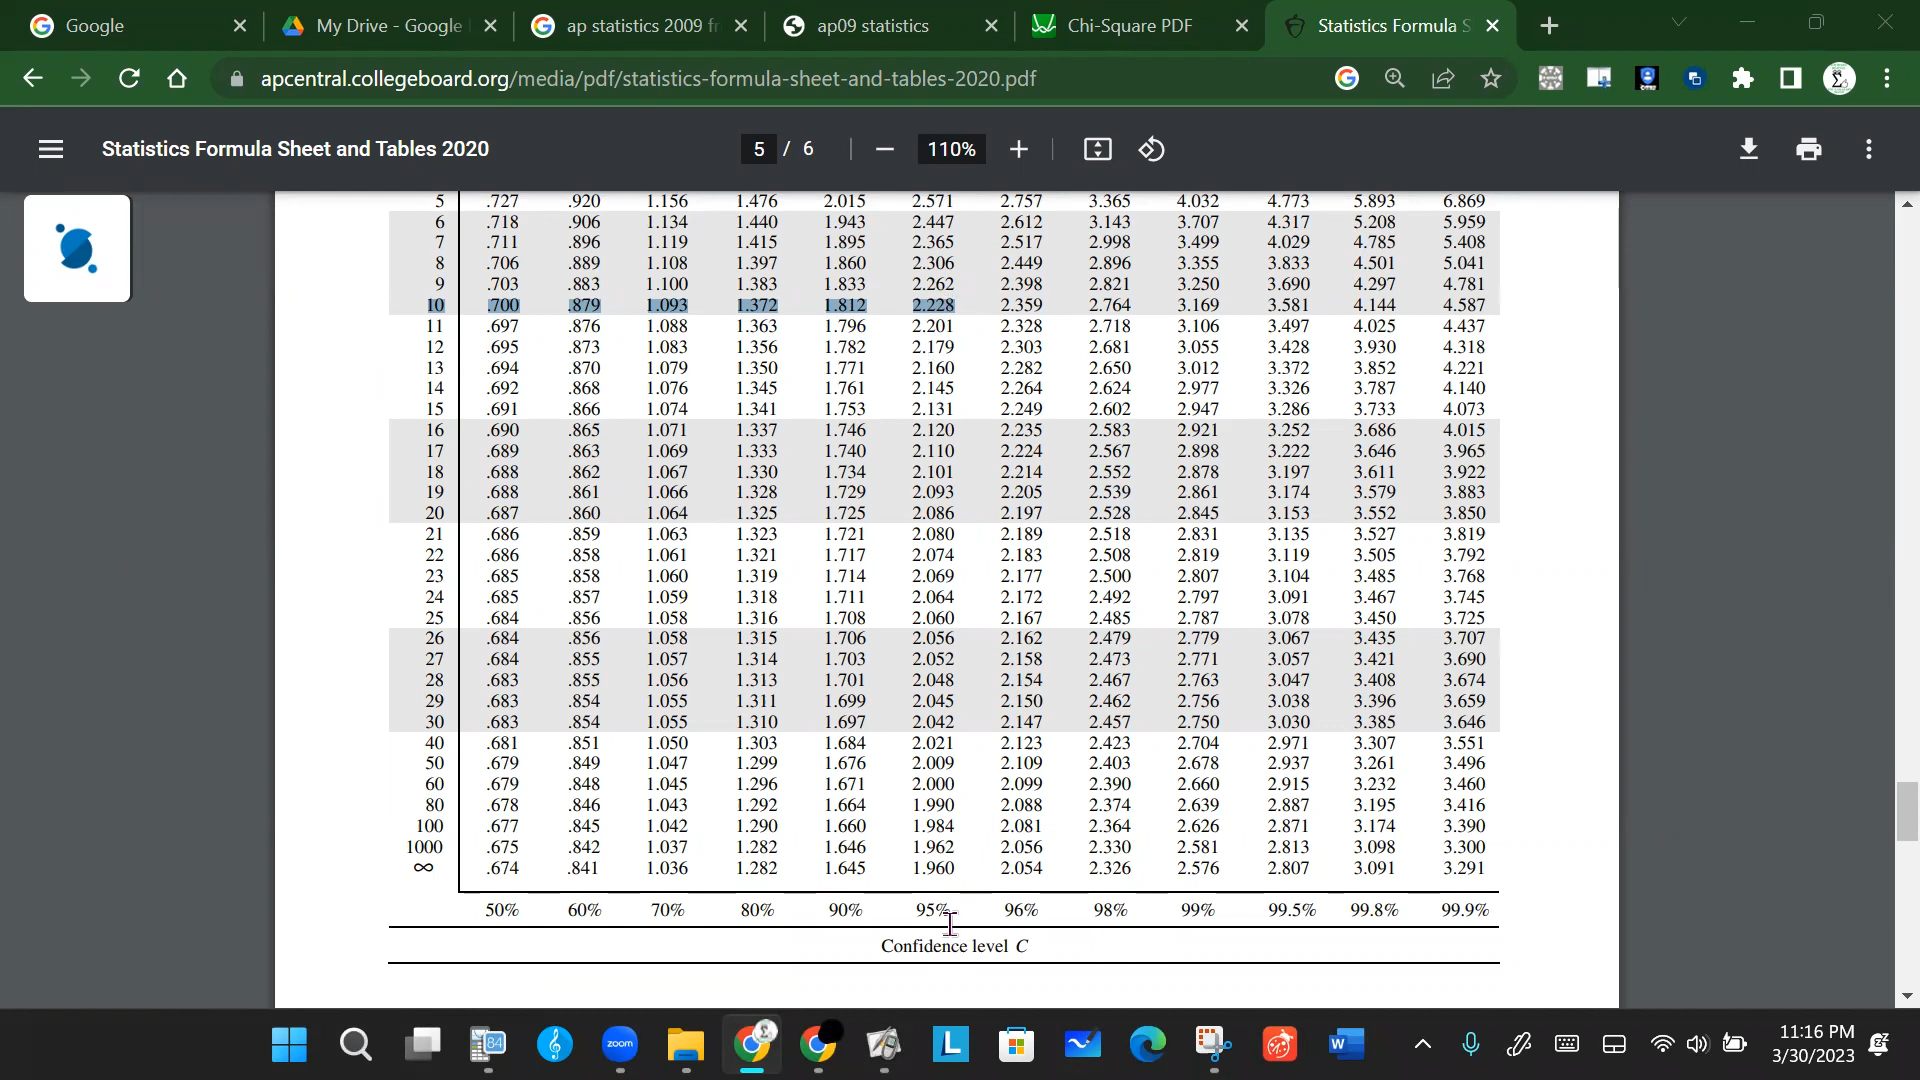 Google
My Drive - Google
ap statistics 2009 fr
ap09 statistics
Chi-Square PDF
Statistics Formula S
apcentral.collegeboard.org/media/pdf/statistics-formula-sheet-and-tables-2020.pdf
Statistics Formula Sheet and Tables 2020
5 / 6
110%
5 .727 .920 1.156 1.476 2.015 2.571 2.757 3.365 4.032 4.773 5.893 6.869
6 .718 .906 1.134 1.440 1.943 2.447 2.612 3.143 3.707 4.317 5.208 5.959
7 .711 .896 1.119 1.415 1.895 2.365 2.517 2.998 3.499 4.029 4.785 5.408
8 .706 .889 1.108 1.397 1.860 2.306 2.449 2.896 3.355 3.833 4.501 5.041
9 .703 .883 1.100 1.383 1.833 2.262 2.398 2.821 3.250 3.690 4.297 4.781
10 .700 .879 1.093 1.372 1.812 2.228 2.359 2.764 3.169 3.581 4.144 4.587
11 .697 .876 1.088 1.363 1.796 2.201 2.328 2.718 3.106 3.497 4.025 4.437
12 .695 .873 1.083 1.356 1.782 2.179 2.303 2.681 3.055 3.428 3.930 4.318
13 .694 .870 1.079 1.350 1.771 2.160 2.282 2.650 3.012 3.372 3.852 4.221
14 .692 .868 1.076 1.345 1.761 2.145 2.264 2.624 2.977 3.326 3.787 4.140
15 .691 .866 1.074 1.341 1.753 2.131 2.249 2.602 2.947 3.286 3.733 4.073
16 .690 .865 1.071 1.337 1.746 2.120 2.235 2.583 2.921 3.252 3.686 4.015
17 .689 .863 1.069 1.333 1.740 2.110 2.224 2.567 2.898 3.222 3.646 3.965
18 .688 .862 1.067 1.330 1.734 2.101 2.214 2.552 2.878 3.197 3.611 3.922
19 .688 .861 1.066 1.328 1.729 2.093 2.205 2.539 2.861 3.174 3.579 3.883
20 .687 .860 1.064 1.325 1.725 2.086 2.197 2.528 2.845 3.153 3.552 3.850
21 .686 .859 1.063 1.323 1.721 2.080 2.189 2.518 2.831 3.135 3.527 3.819
22 .686 .858 1.061 1.321 1.717 2.074 2.183 2.508 2.819 3.119 3.505 3.792
23 .685 .858 1.060 1.319 1.714 2.069 2.177 2.500 2.807 3.104 3.485 3.768
24 .685 .857 1.059 1.318 1.711 2.064 2.172 2.492 2.797 3.091 3.467 3.745
25 .684 .856 1.058 1.316 1.708 2.060 2.167 2.485 2.787 3.078 3.450 3.725
26 .684 .856 1.058 1.315 1.706 2.056 2.162 2.479 2.779 3.067 3.435 3.707
27 .684 .855 1.057 1.314 1.703 2.052 2.158 2.473 2.771 3.057 3.421 3.690
28 .683 .855 1.056 1.313 1.701 2.048 2.154 2.467 2.763 3.047 3.408 3.674
29 .683 .854 1.055 1.311 1.699 2.045 2.150 2.462 2.756 3.038 3.396 3.659
30 .683 .854 1.055 1.310 1.697 2.042 2.147 2.457 2.750 3.030 3.385 3.646
40 .681 .851 1.050 1.303 1.684 2.021 2.123 2.423 2.704 2.971 3.307 3.551
50 .679 .849 1.047 1.299 1.676 2.009 2.109 2.403 2.678 2.937 3.261 3.496
60 .679 .848 1.045 1.296 1.671 2.000 2.099 2.390 2.660 2.915 3.232 3.460
80 .678 .846 1.043 1.292 1.664 1.990 2.088 2.374 2.639 2.887 3.195 3.416
100 .677 .845 1.042 1.290 1.660 1.984 2.081 2.364 2.626 2.871 3.174 3.390
1000 .675 .842 1.037 1.282 1.646 1.962 2.056 2.330 2.581 2.813 3.098 3.300
∞ .674 .841 1.036 1.282 1.645 1.960 2.054 2.326 2.576 2.807 3.091 3.291
50% 60% 70% 80% 90% 95% 96% 98% 99% 99.5% 99.8% 99.9%
Confidence level C
84
zoom
L
W
11:16 PM
3/30/2023